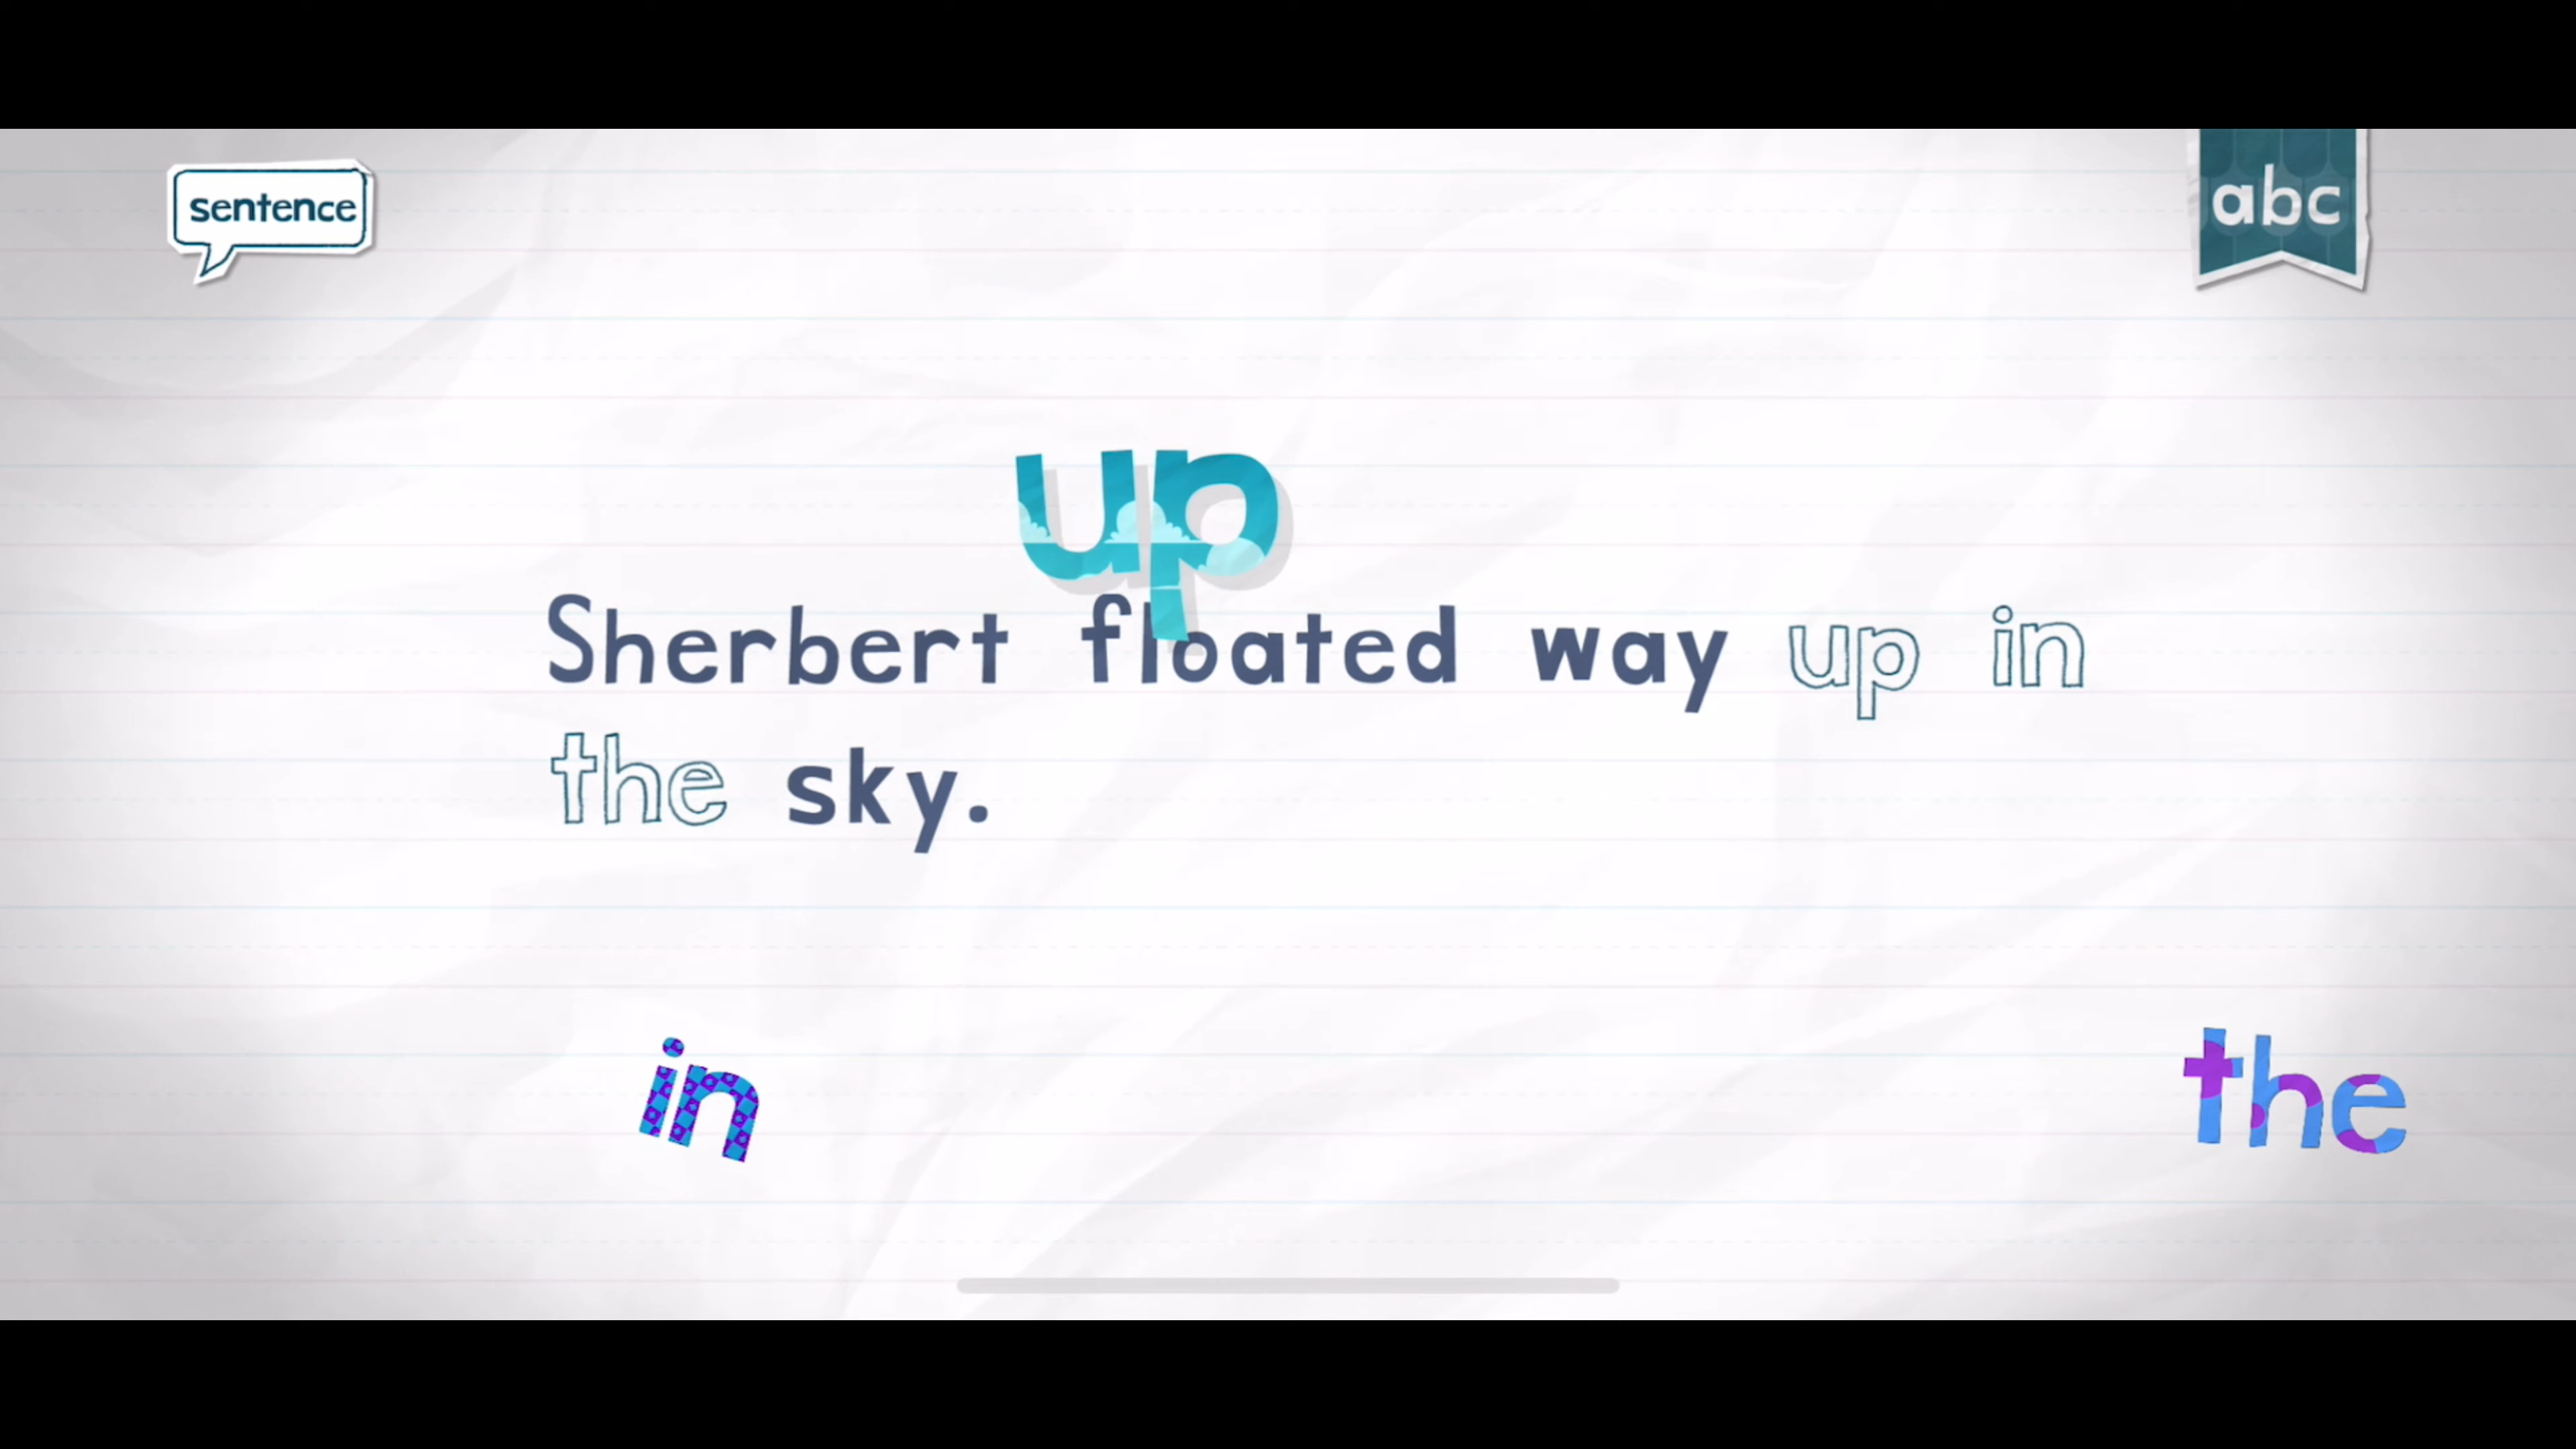 sentence
abc
up
Sherbert floated way up in
the sky.
in
the